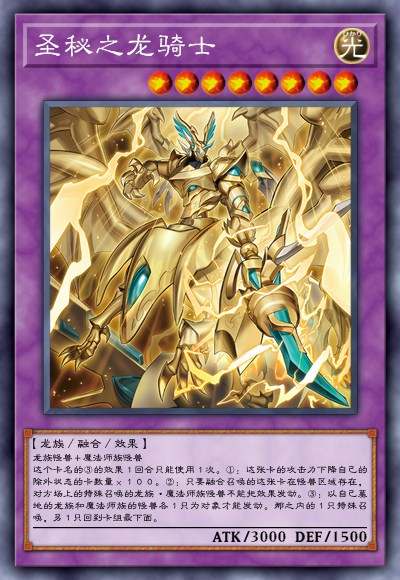 圣秘之龙骑士
ひかり
光
【龙族／融合／效果】
龙族怪兽＋魔法师族怪兽
这个卡名的③的效果1回合只能使用1次。①：这张卡的攻击力下降自己的
除外状态的卡数量×100。②：只要融合召唤的这张卡在怪兽区域存在，
对方场上的特殊召唤的龙族·魔法师族怪兽不能把效果发动。③：以自己墓
地的龙族和魔法师族的怪兽各1只为对象才能发动。那之内的1只特殊召
唤，另1只回到卡组最下面。
ATK/3000 DEF/1500